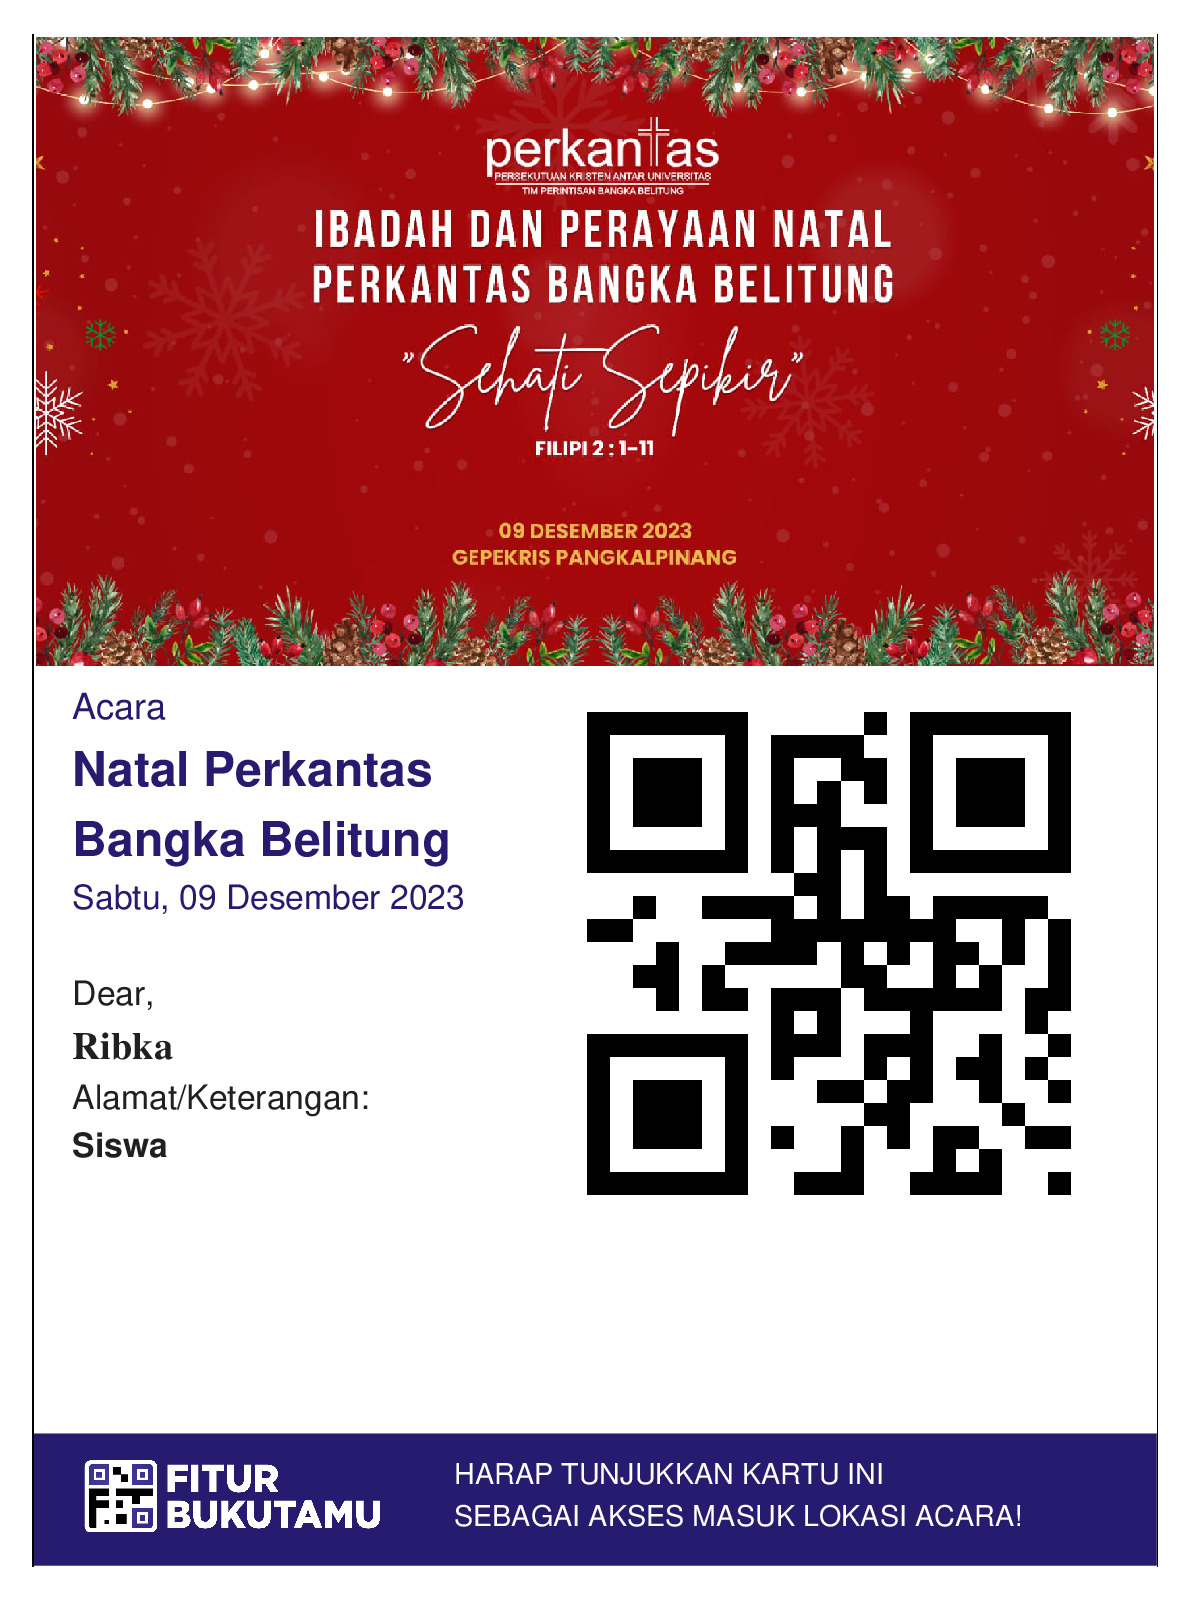 perkantas
PERSEKUTUAN KRISTEN ANTAR UNIVERSITAS
TIM PERINTISAN BANGKA BELITUNG
IBADAH DAN PERAYAAN NATAL
PERKANTAS BANGKA BELITUNG
"Sehati Sepikir"
FILIPI 2 : 1-11
09 DESEMBER 2023
GEPEKRIS PANGKALPINANG
Acara
Natal Perkantas
Bangka Belitung
Sabtu, 09 Desember 2023
Dear,
Ribka
Alamat/Keterangan:
Siswa
FITUR
BUKUTAMU
HARAP TUNJUKKAN KARTU INI
SEBAGAI AKSES MASUK LOKASI ACARA!